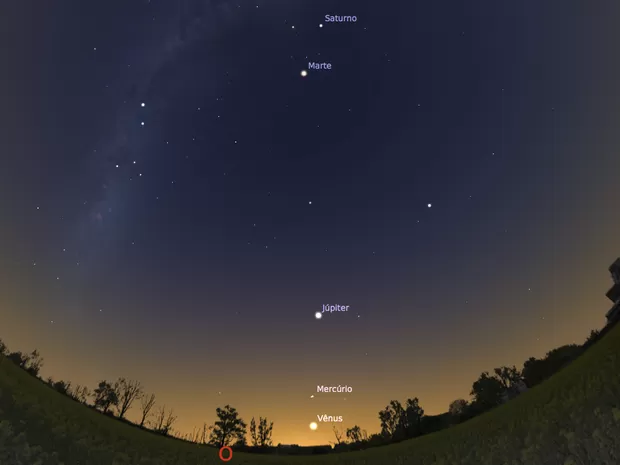 Saturno
Marte
Júpiter
Mercúrio
Vênus
O